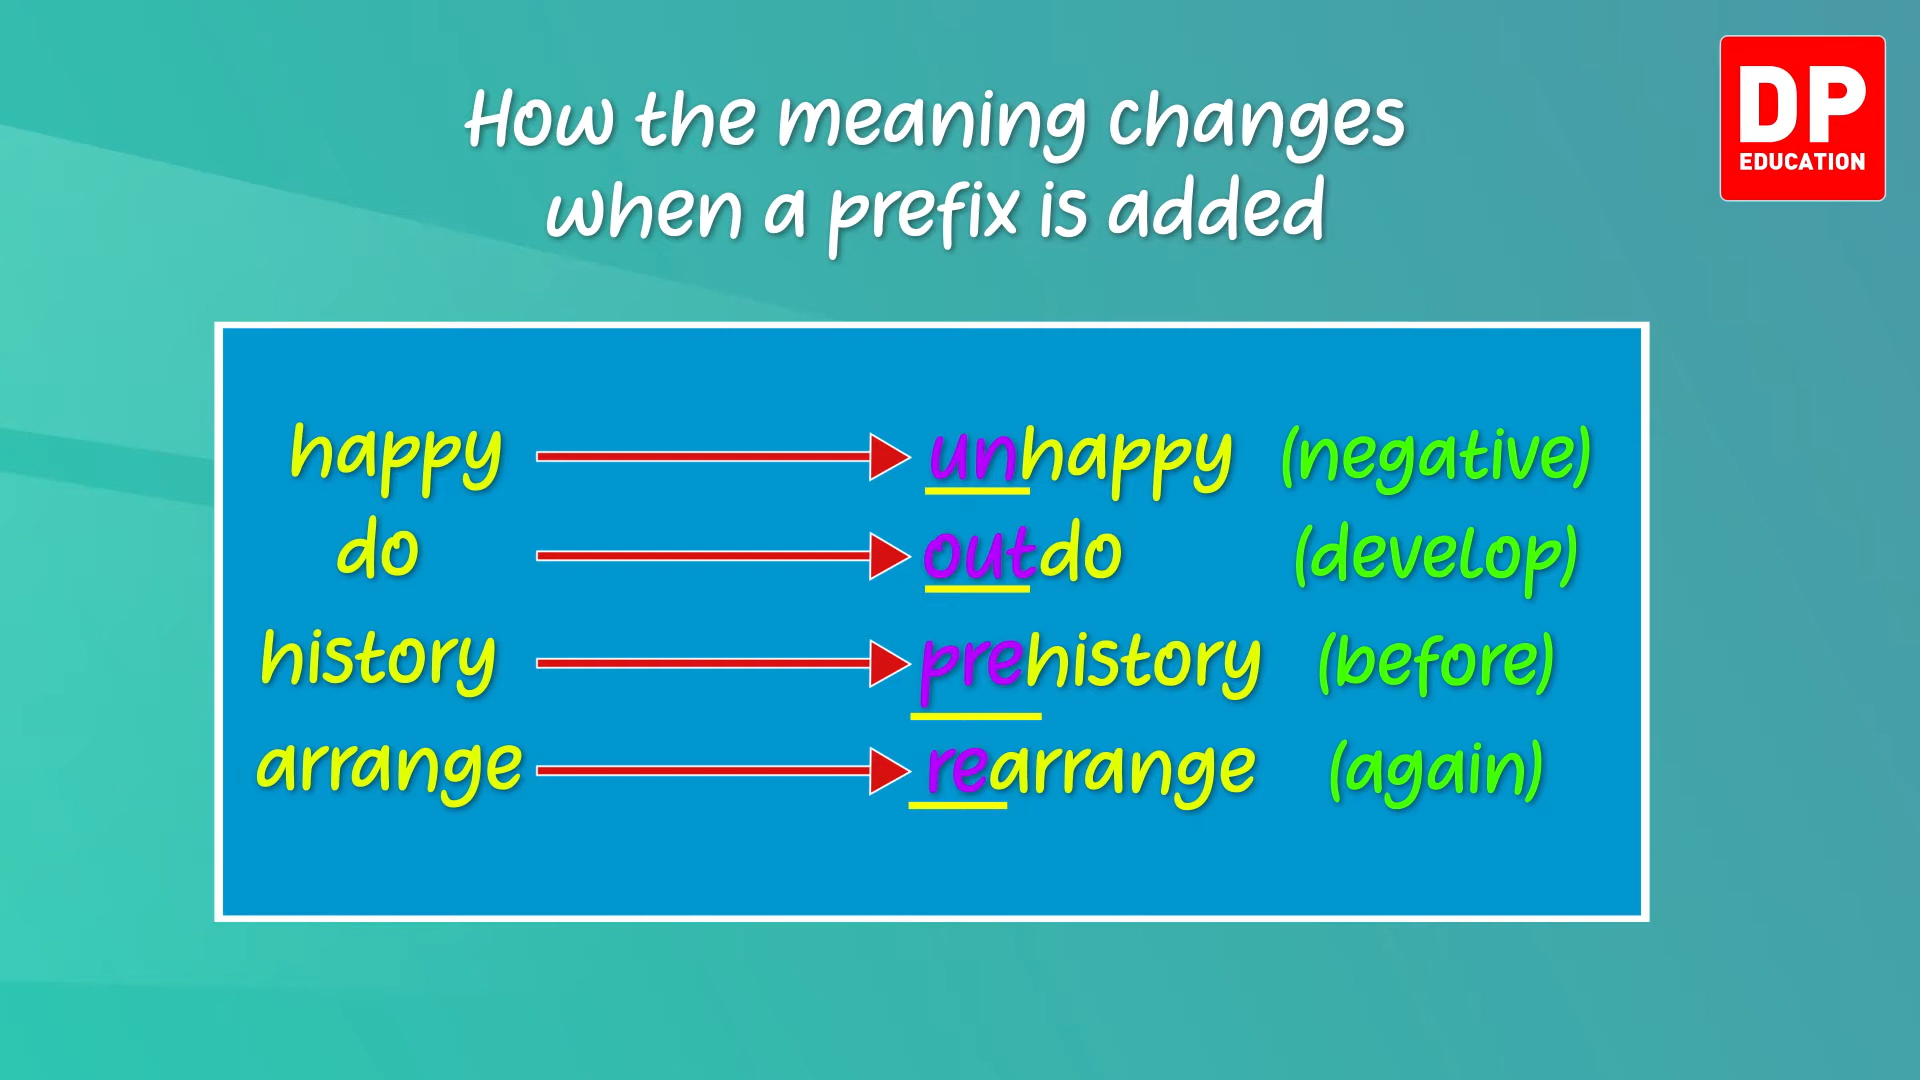 How the meaning changes
when a prefix is added
DP
EDUCATION
happy unhappy (negative)
do outdo (develop)
history prehistory (before)
arrange rearrange (again)